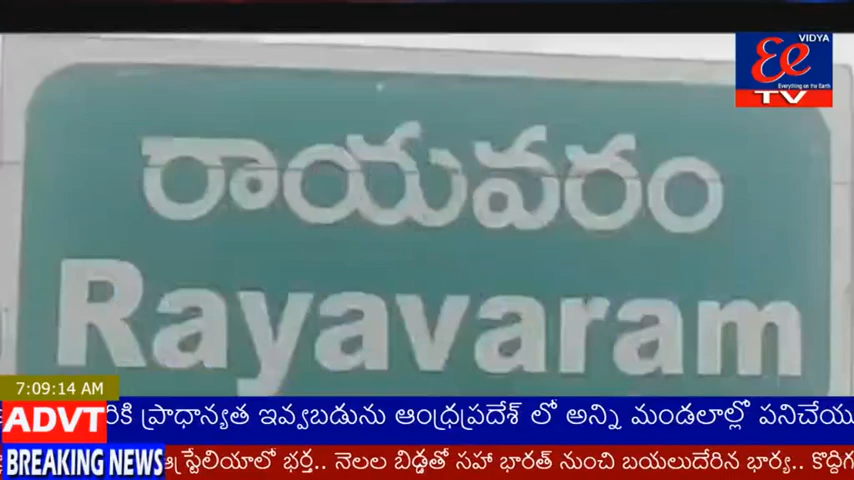 VIDYA
Ee
Everything on the Earth
TV
రాయవరం
Rayavaram
7:09:14 AM
ADVT
రికి ప్రాధాన్యత ఇవ్వబడును ఆంధ్రప్రదేశ్ లో అన్ని మండలాల్లో పనిచేయు
BREAKING NEWS
ఆస్ట్రేలియాలో భర్త.. నెలల బిడ్డతో సహా భారత్ నుంచి బయలుదేరిన భార్య.. కొద్దిగ